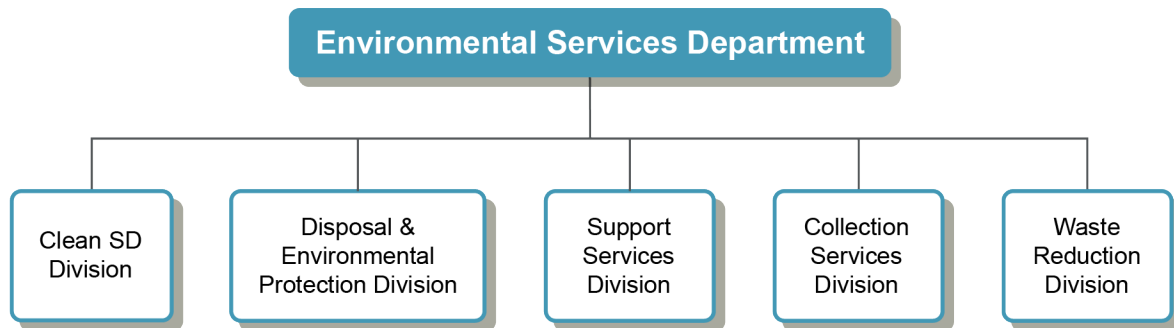 Environmental Services Department
Clean SD
Division
Disposal &
Environmental
Protection Division
Support
Services
Division
Collection
Services
Division
Waste
Reduction
Division